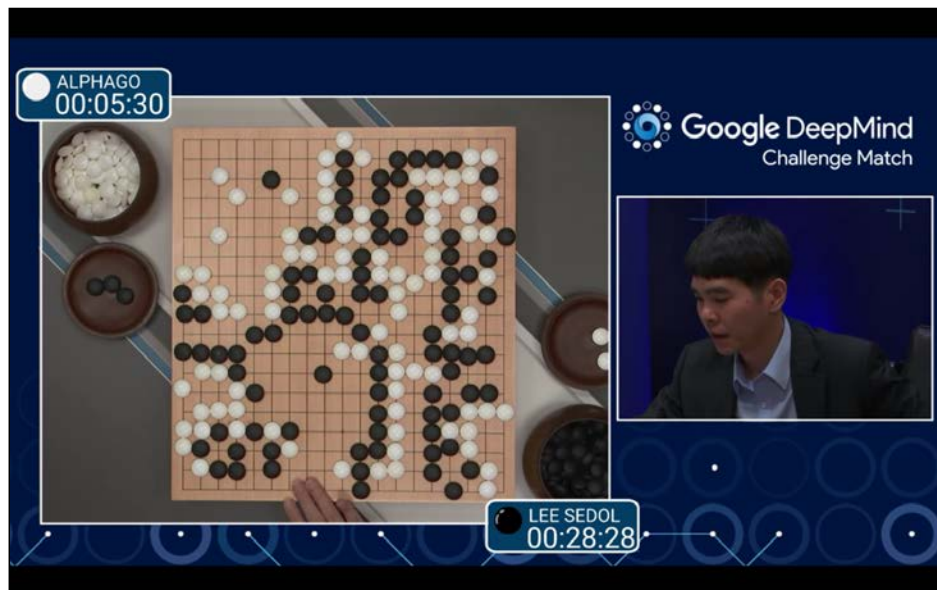 ALPHAGO
00:05:30
Google DeepMind
Challenge Match
LEE SEDOL
00:28:28